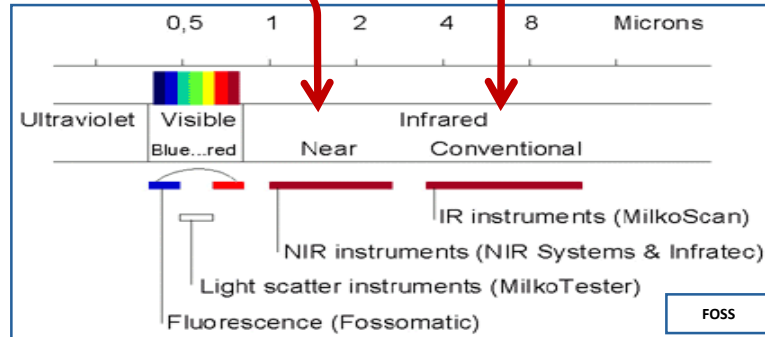 0,5 1 2 4 8 Microns
Ultraviolet Visible Infrared
Blue...red Near Conventional
IR instruments (MilkoScan)
NIR instruments (NIR Systems & Infratec)
Light scatter instruments (MilkoTester)
Fluorescence (Fossomatic)
FOSS